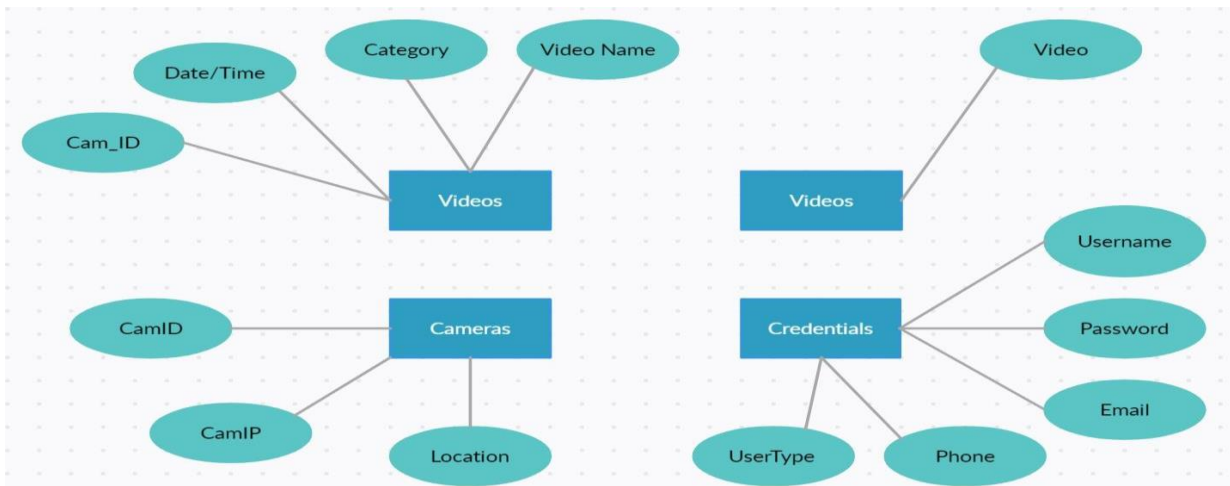 Category
Video Name
Video
Date/Time
Cam_ID
Videos
Videos
Username
CamID
Cameras
Credentials
Password
Email
CamIP
Location
UserType
Phone